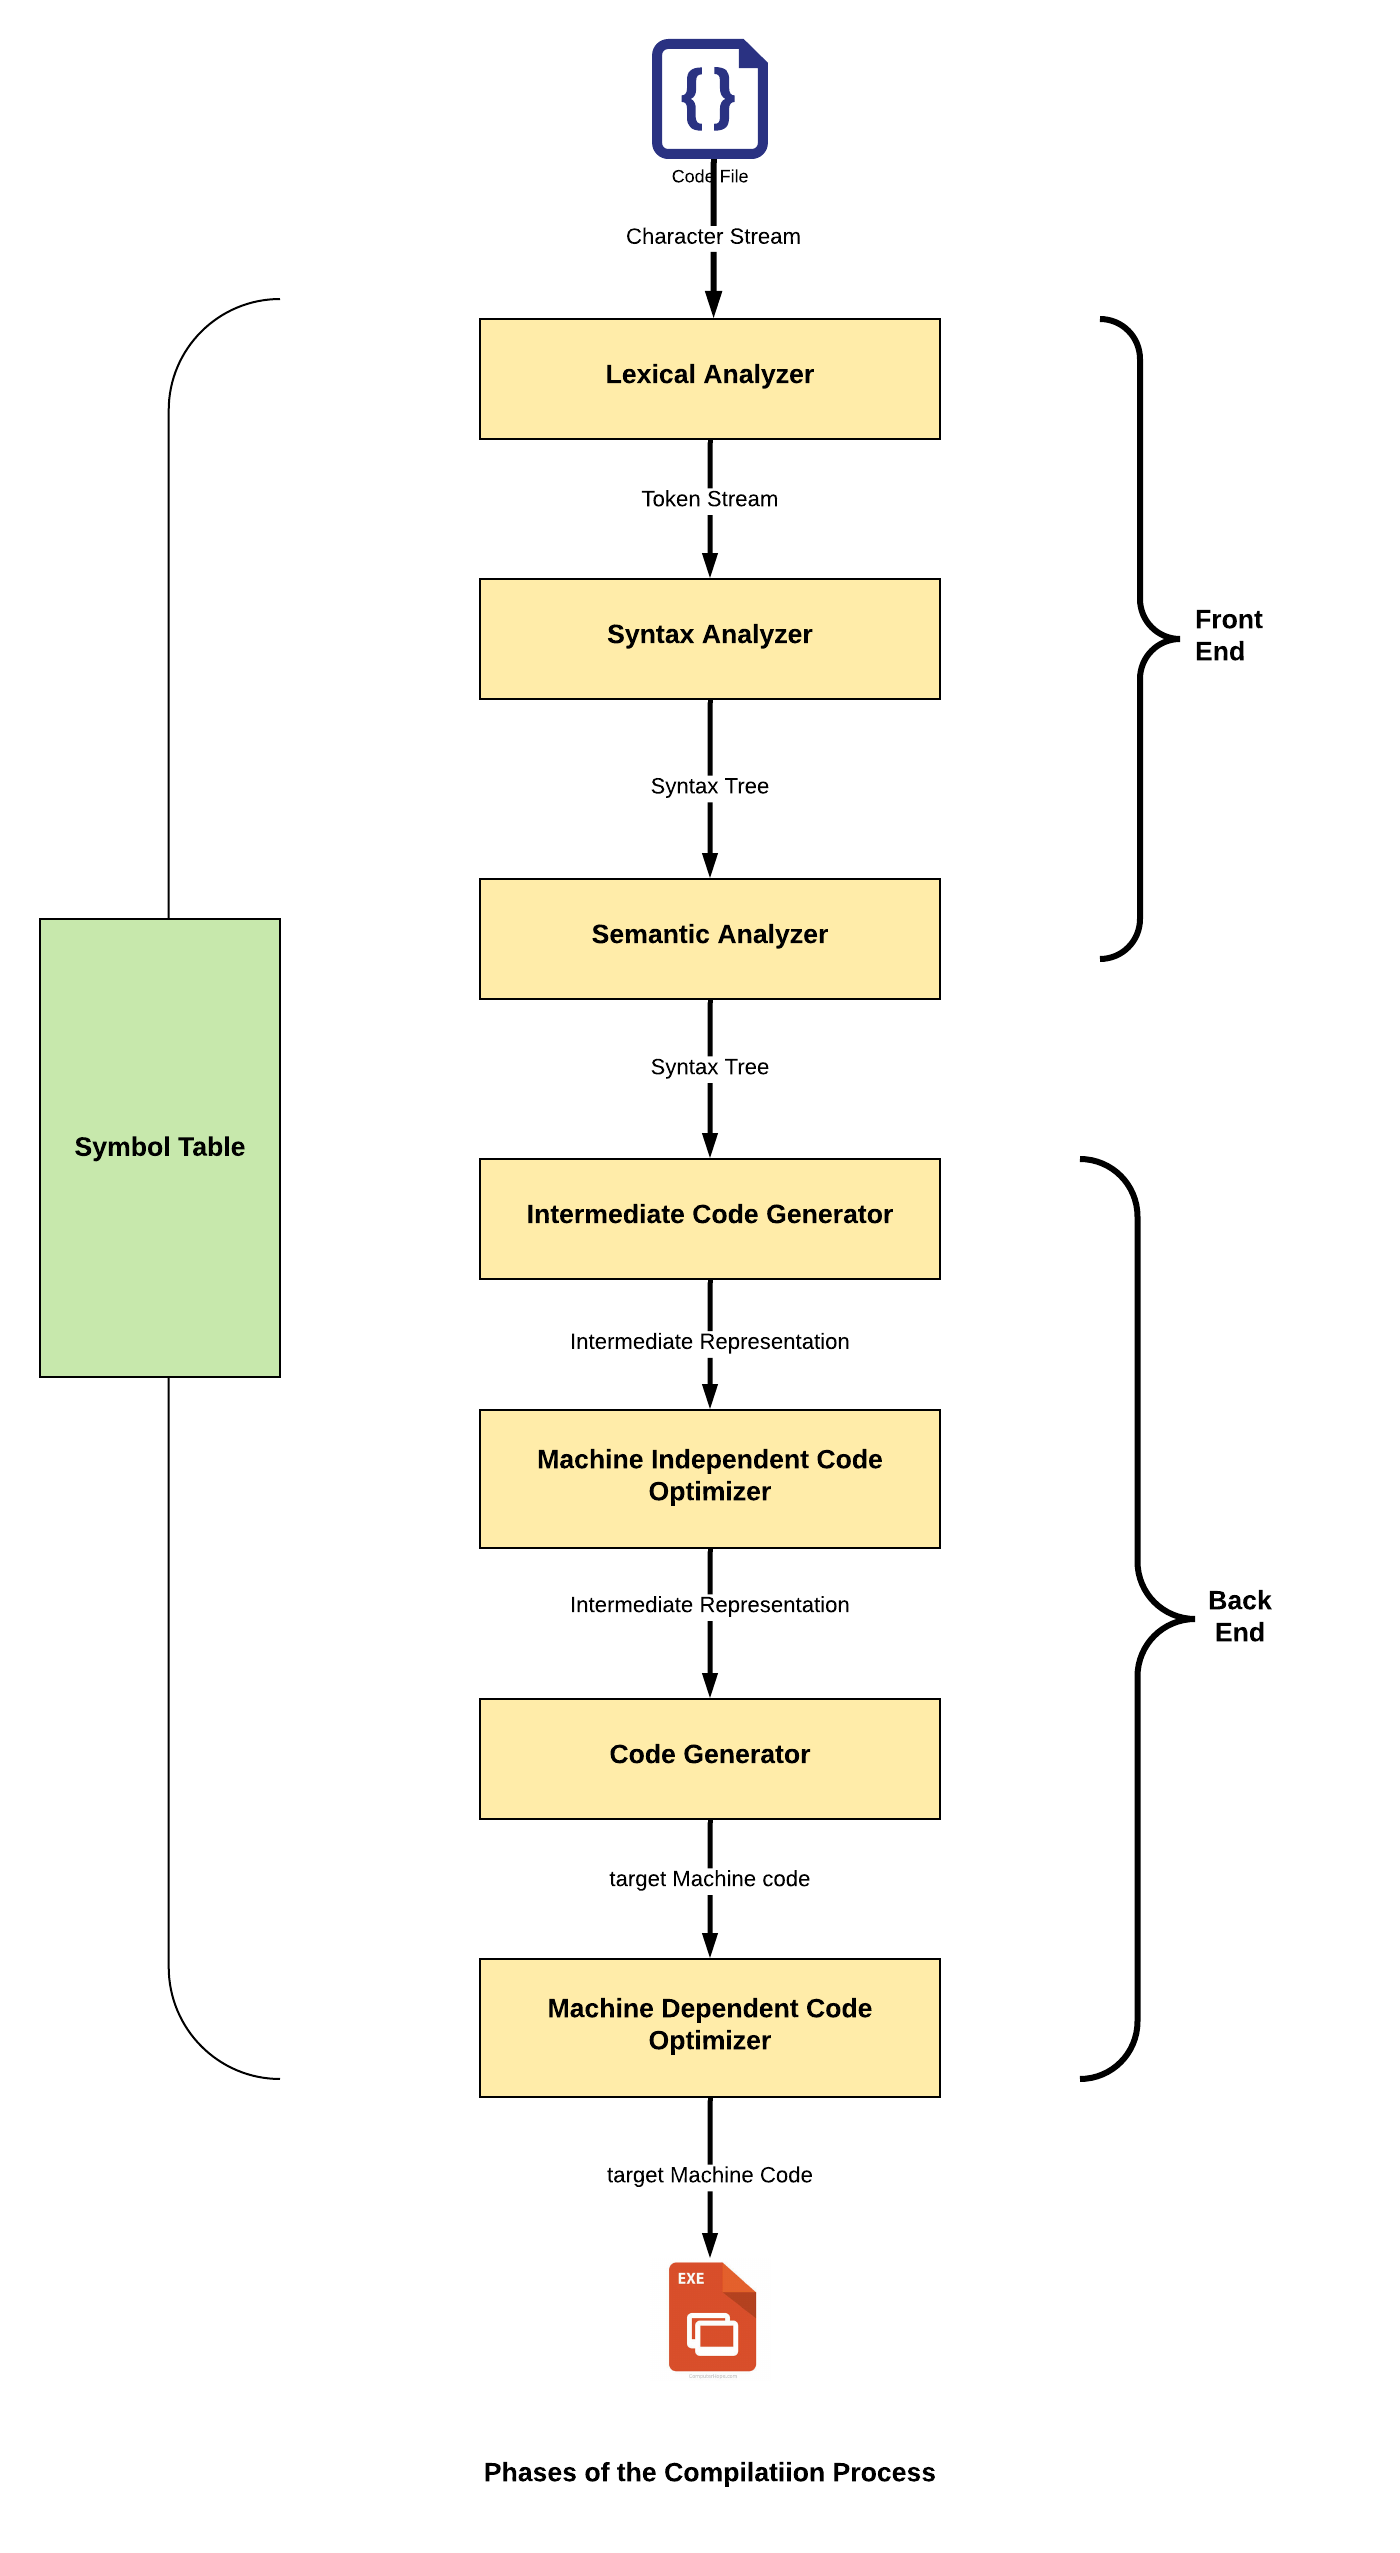 { }
Code File
Character Stream
Lexical Analyzer
Token Stream
Syntax Analyzer
Front
End
Syntax Tree
Semantic Analyzer
Syntax Tree
Symbol Table
Intermediate Code Generator
Intermediate Representation
Machine Independent Code
Optimizer
Intermediate Representation
Back
End
Code Generator
target Machine code
Machine Dependent Code
Optimizer
target Machine Code
EXE
Phases of the Compilatiion Process